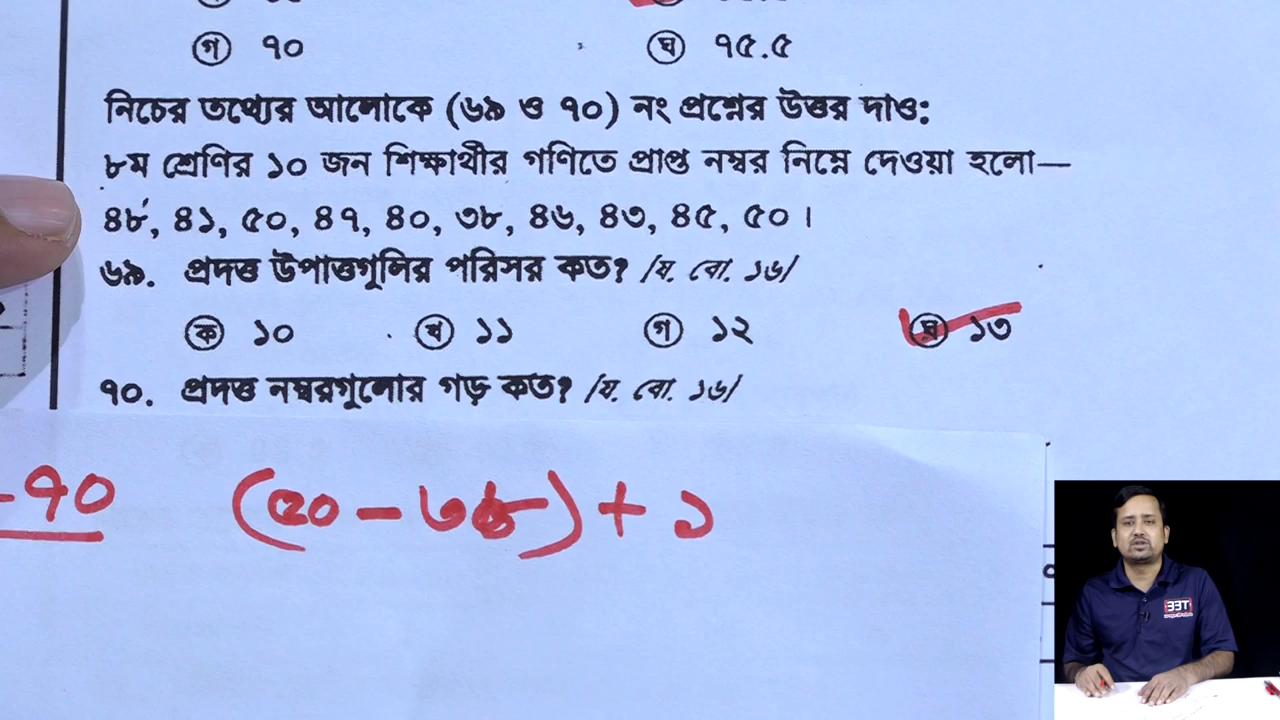 গ ৭০ ঘ ৭৫.৫
নিচের তথ্যের আলোকে (৬৯ ও ৭০) নং প্রশ্নের উত্তর দাও:
৮ম শ্রেণির ১০ জন শিক্ষার্থীর গণিতে প্রাপ্ত নম্বর নিম্নে দেওয়া হলো—
৪৮, ৪১, ৫০, ৪৭, ৪০, ৩৮, ৪৬, ৪৩, ৪৫, ৫০।
৬৯. প্রদত্ত উপাত্তগুলির পরিসর কত? [য. বো. ১৬]
ক ১০ খ ১১ গ ১২ ঘ ১৩
৭০. প্রদত্ত নম্বরগুলোর গড় কত? [য. বো. ১৬]
-৭০ (৫০ - ৩৮) + ১